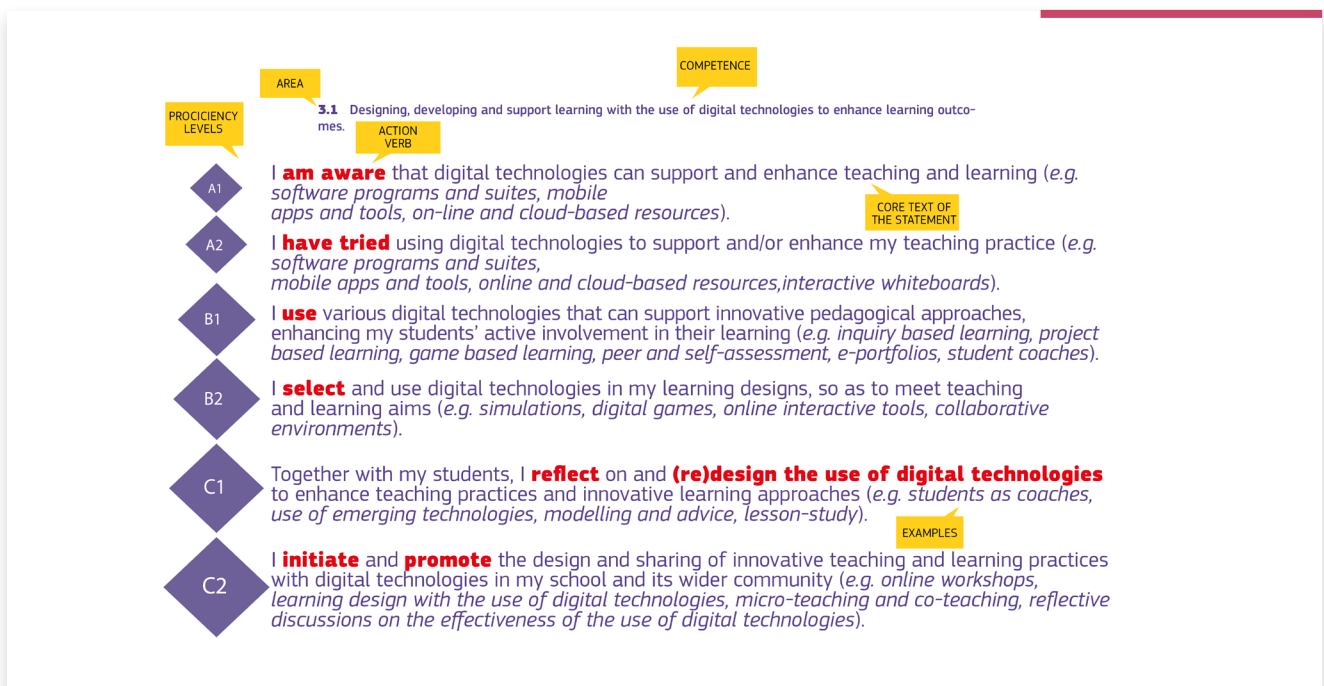 COMPETENCE
AREA
PROCICIENCY
LEVELS
3.1 Designing, developing and support learning with the use of digital technologies to enhance learning outco-
mes.
ACTION
VERB
A1
I am aware that digital technologies can support and enhance teaching and learning (e.g.
software programs and suites, mobile
apps and tools, on-line and cloud-based resources).
CORE TEXT OF
THE STATEMENT
A2
I have tried using digital technologies to support and/or enhance my teaching practice (e.g.
software programs and suites,
mobile apps and tools, online and cloud-based resources,interactive whiteboards).
B1
I use various digital technologies that can support innovative pedagogical approaches,
enhancing my students' active involvement in their learning (e.g. inquiry based learning, project
based learning, game based learning, peer and self-assessment, e-portfolios, student coaches).
B2
I select and use digital technologies in my learning designs, so as to meet teaching
and learning aims (e.g. simulations, digital games, online interactive tools, collaborative
environments).
C1
Together with my students, I reflect on and (re)design the use of digital technologies
to enhance teaching practices and innovative learning approaches (e.g. students as coaches,
use of emerging technologies, modelling and advice, lesson-study).
EXAMPLES
C2
I initiate and promote the design and sharing of innovative teaching and learning practices
with digital technologies in my school and its wider community (e.g. online workshops,
learning design with the use of digital technologies, micro-teaching and co-teaching, reflective
discussions on the effectiveness of the use of digital technologies).